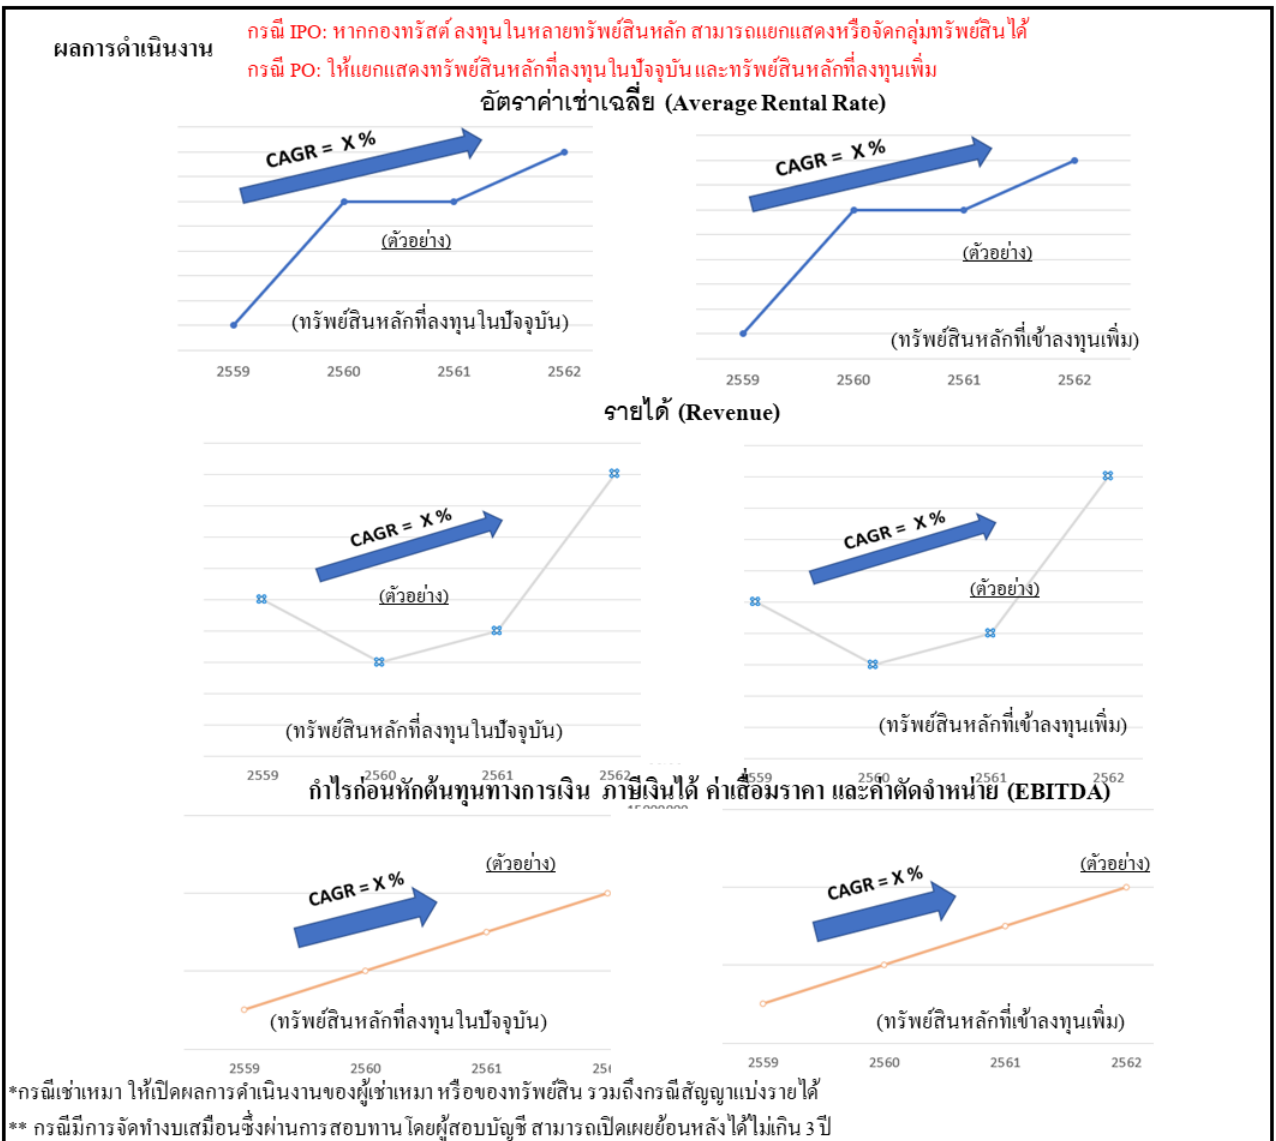 กรณี IPO: หากกองทรัสต์ลงทุนในหลายทรัพย์สินหลัก สามารถแยกแสดงหรือจัดกลุ่มทรัพย์สินได้
ผลการดำเนินงาน
กรณี PO: ให้แยกแสดงทรัพย์สินหลักที่ลงทุนในปัจจุบันและทรัพย์สินหลักที่ลงทุนเพิ่ม
อัตราค่าเช่าเฉลี่ย (Average Rental Rate)
CAGR = X %
(ตัวอย่าง)
(ทรัพย์สินหลักที่ลงทุนในปัจจุบัน)
2559 2560 2561 2562
CAGR = X %
(ตัวอย่าง)
(ทรัพย์สินหลักที่เข้าลงทุนเพิ่ม)
2559 2560 2561 2562
รายได้ (Revenue)
CAGR = X %
(ตัวอย่าง)
(ทรัพย์สินหลักที่ลงทุนในปัจจุบัน)
2559 2560 2561 2562
CAGR = X %
(ตัวอย่าง)
(ทรัพย์สินหลักที่เข้าลงทุนเพิ่ม)
2560 2561 2562
กำไรก่อนหักต้นทุนทางการเงิน ภาษีเงินได้ ค่าเสื่อมราคา และค่าตัดจำหน่าย (EBITDA)
CAGR = X %
(ตัวอย่าง)
(ทรัพย์สินหลักที่ลงทุนในปัจจุบัน)
2559 2560 2561
CAGR = X %
(ตัวอย่าง)
(ทรัพย์สินหลักที่เข้าลงทุนเพิ่ม)
2559 2560 2561 2562
*กรณีเช่าเหมา ให้เปิดผลการดำเนินงานของผู้เช่าเหมา หรือของทรัพย์สิน รวมถึงกรณีสัญญาแบ่งรายได้
** กรณีมีการจัดทำงบเสมือนซึ่งผ่านการสอบทานโดยผู้สอบบัญชี สามารถเปิดเผยย้อนหลังได้ไม่เกิน 3 ปี